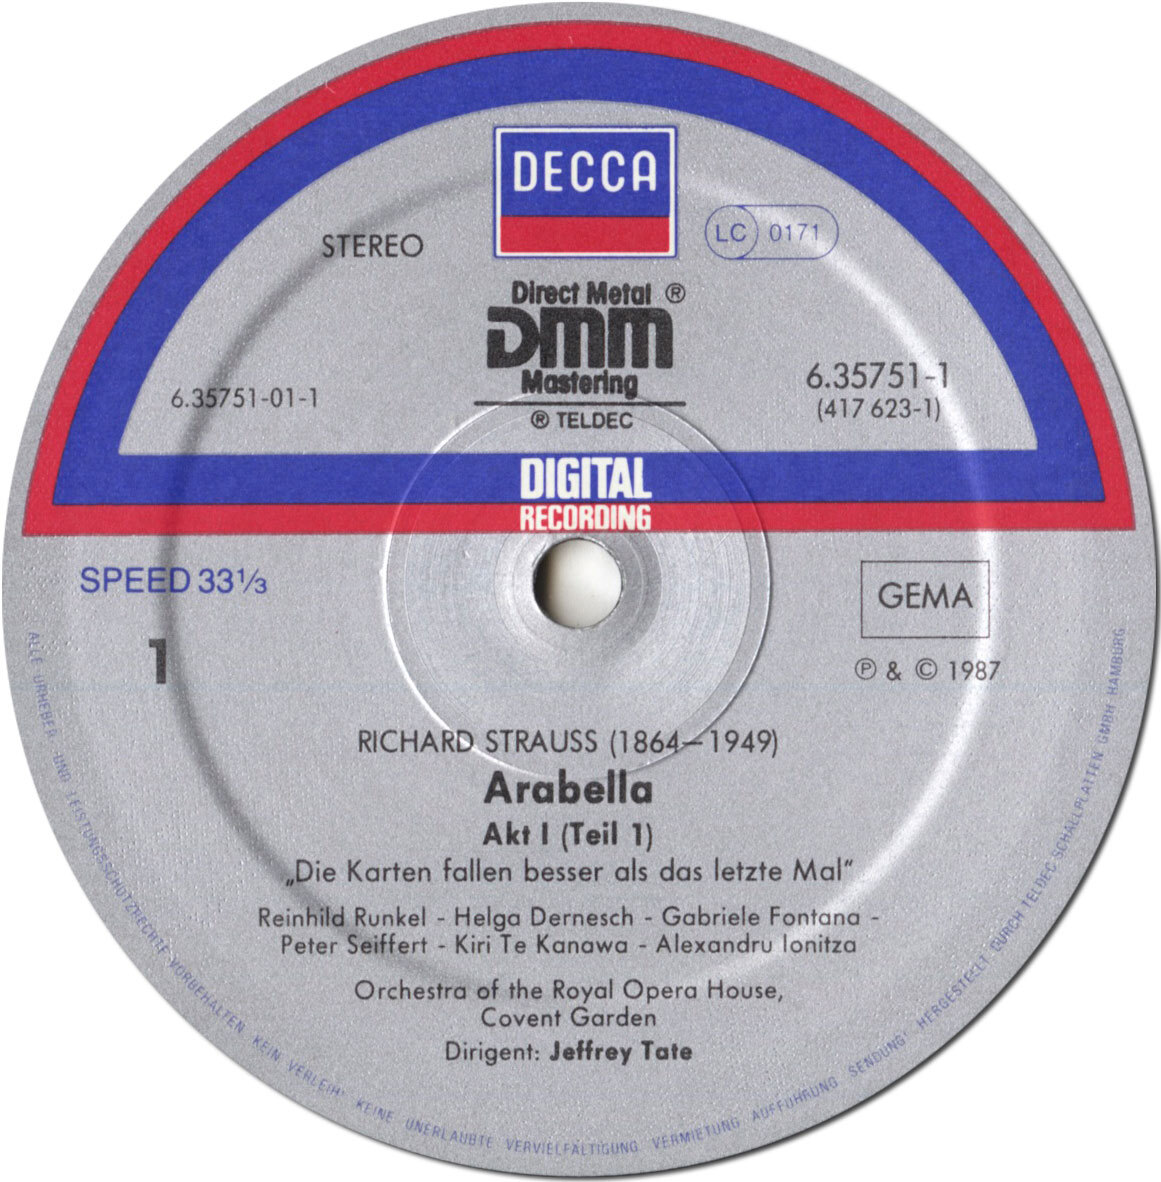 DECCA
STEREO
LC 0171
Direct Metal ®
DMM
Mastering
® TELDEC
6.35751-01-1
6.35751-1
(417 623-1)
DIGITAL
RECORDING
SPEED 33⅓
GEMA
1
℗ & © 1987
RICHARD STRAUSS (1864–1949)
Arabella
Akt I (Teil 1)
„Die Karten fallen besser als das letzte Mal“
Reinhild Runkel - Helga Dernesch - Gabriele Fontana -
Peter Seiffert - Kiri Te Kanawa - Alexandru Ionitza
Orchestra of the Royal Opera House,
Covent Garden
Dirigent: Jeffrey Tate
ALLE URHEBER -UND LEISTUNGSSCHUTZRECHTE VORBEHALTEN KEIN VERLEIH! KEINE UNERLAUBTE VERVIELFÄLTIGUNG VERMIETUNG AUFFÜHRUNG SENDUNG! HERGESTELLT DURCH TELDEC SCHALLPLATTEN GMBH HAMBURG